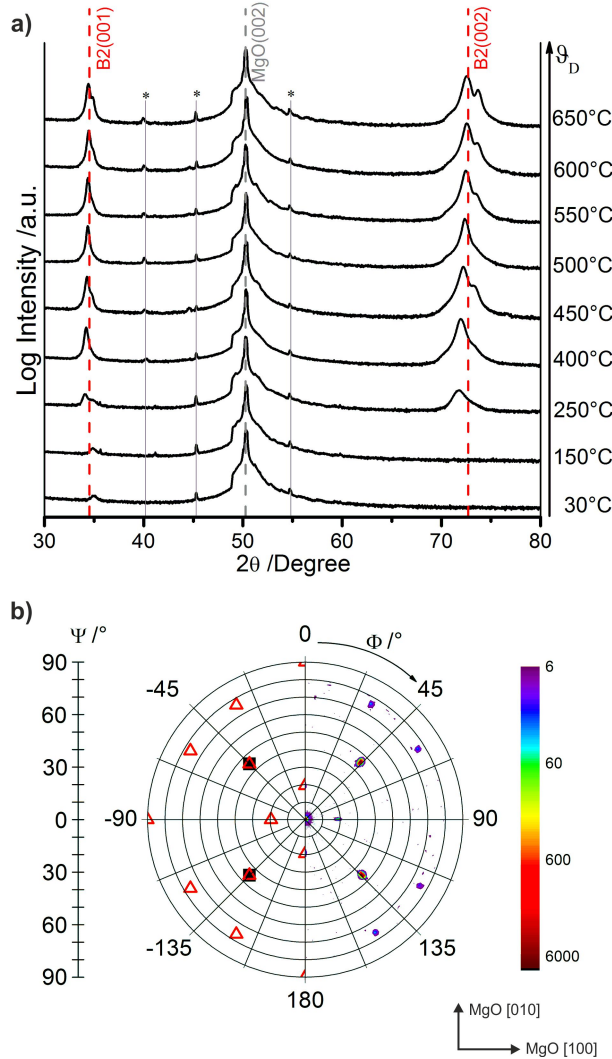 a)
B2(001)
MgO(002)
B2(002)
ϑD
*
*
*
650°C
600°C
550°C
500°C
450°C
400°C
250°C
150°C
30°C
Log Intensity /a.u.
30 40 50 60 70 80
2θ /Degree
b)
Ψ /°
Φ /°
0
45
90
135
180
-135
-90
-45
90
60
30
0
30
60
90
6
60
600
6000
MgO [010]
MgO [100]